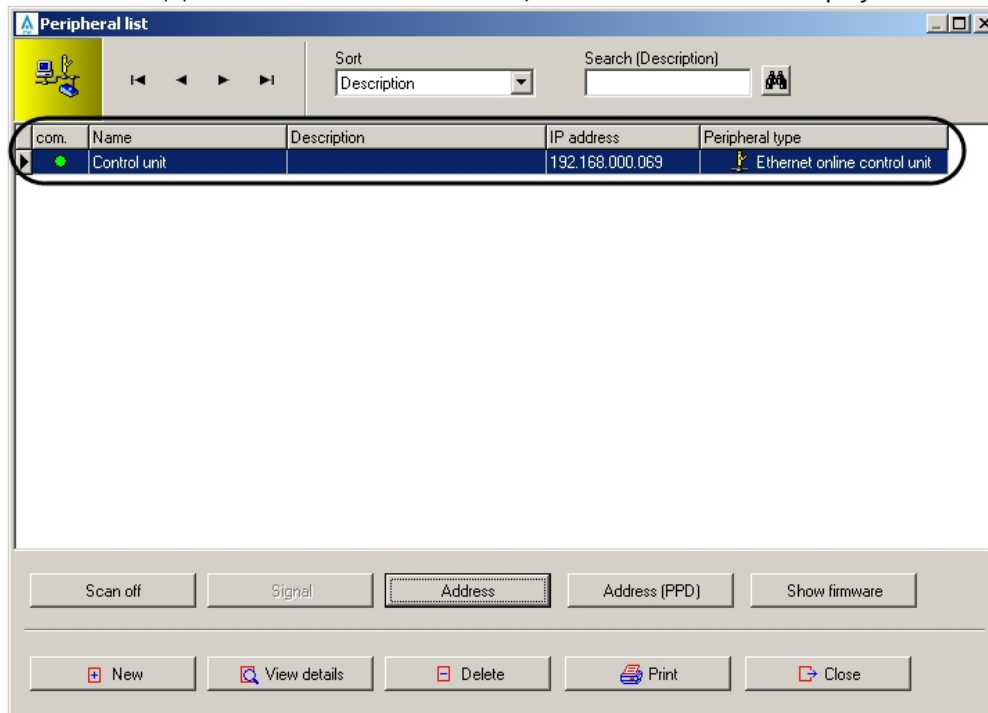 Peripheral list
Sort
Search (Description)
Description
com. Name Description IP address Peripheral type
Control unit 192.168.000.069 Ethernet online control unit
Scan off Signal Address Address (PPD) Show firmware
New View details Delete Print Close